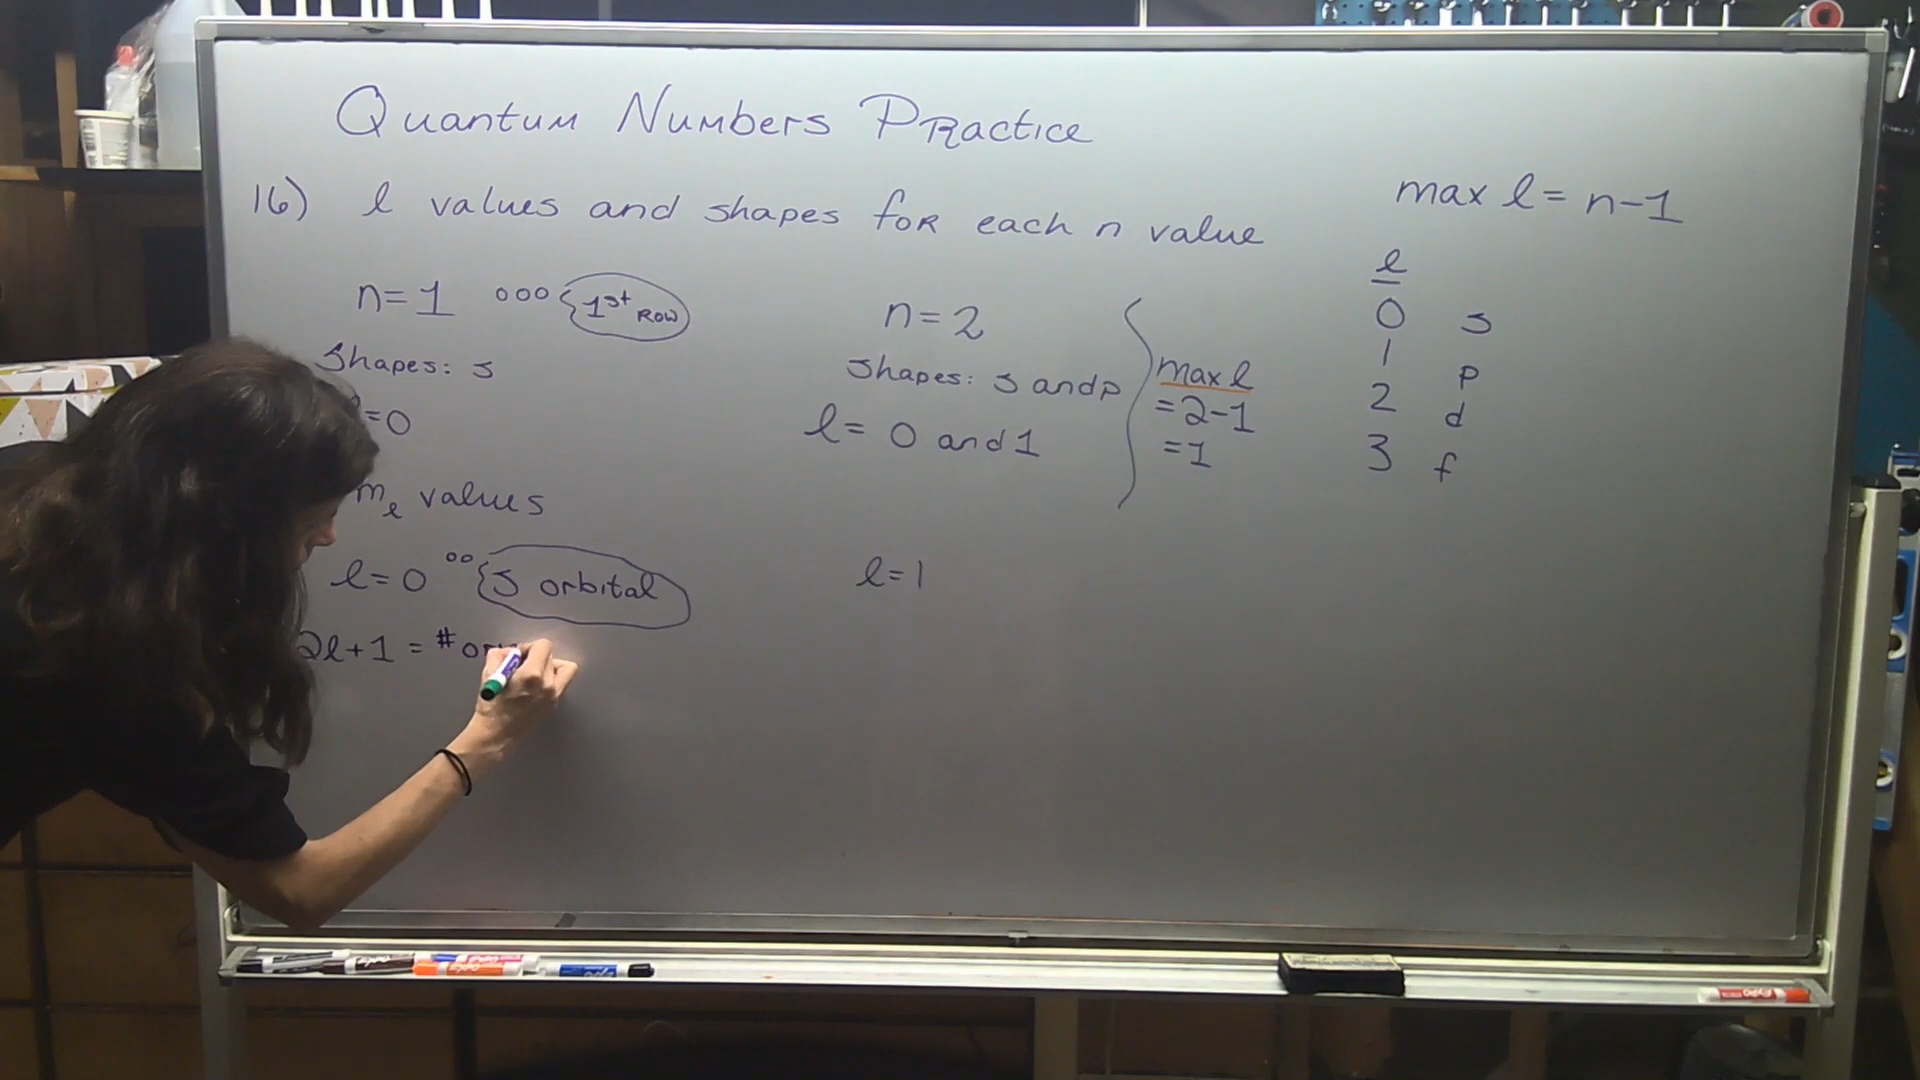 Quantum Numbers Practice
16) l values and shapes for each n value
max l = n-1
n=1 1st Row
Shapes: s
=0
n=2
Shapes: s and p
l= 0 and 1
max l
=2-1
=1
l
0 s
1 p
2 d
3 f
ml values
l=0 s orbital
l=1
2l+1 = #